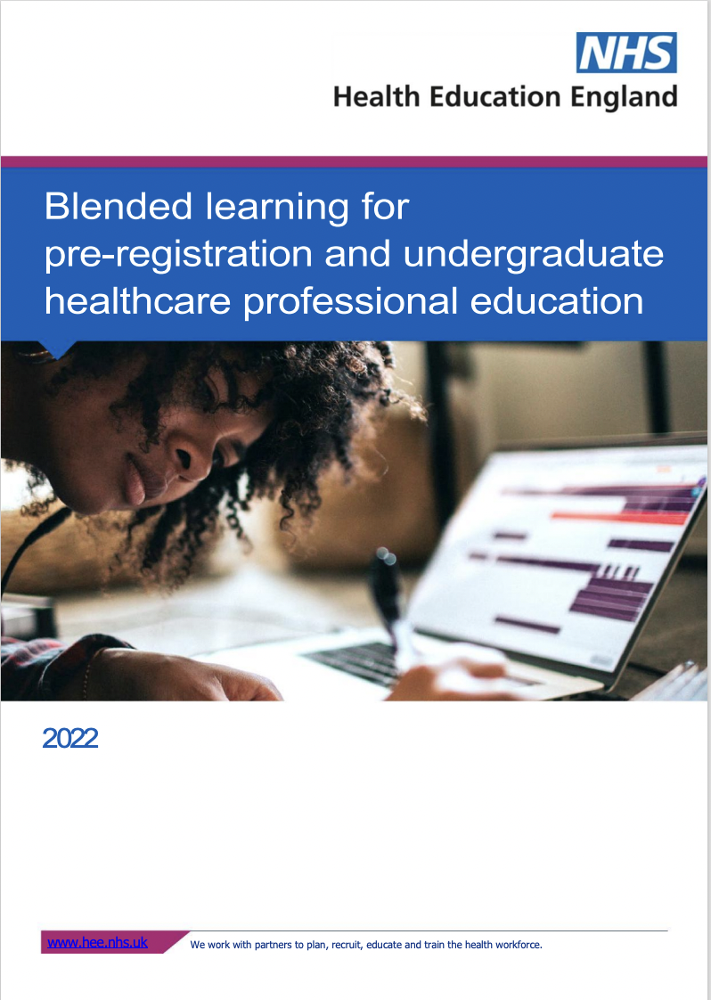 NHS
Health Education England
Blended learning for
pre-registration and undergraduate
healthcare professional education
2022
www.hee.nhs.uk
We work with partners to plan, recruit, educate and train the health workforce.